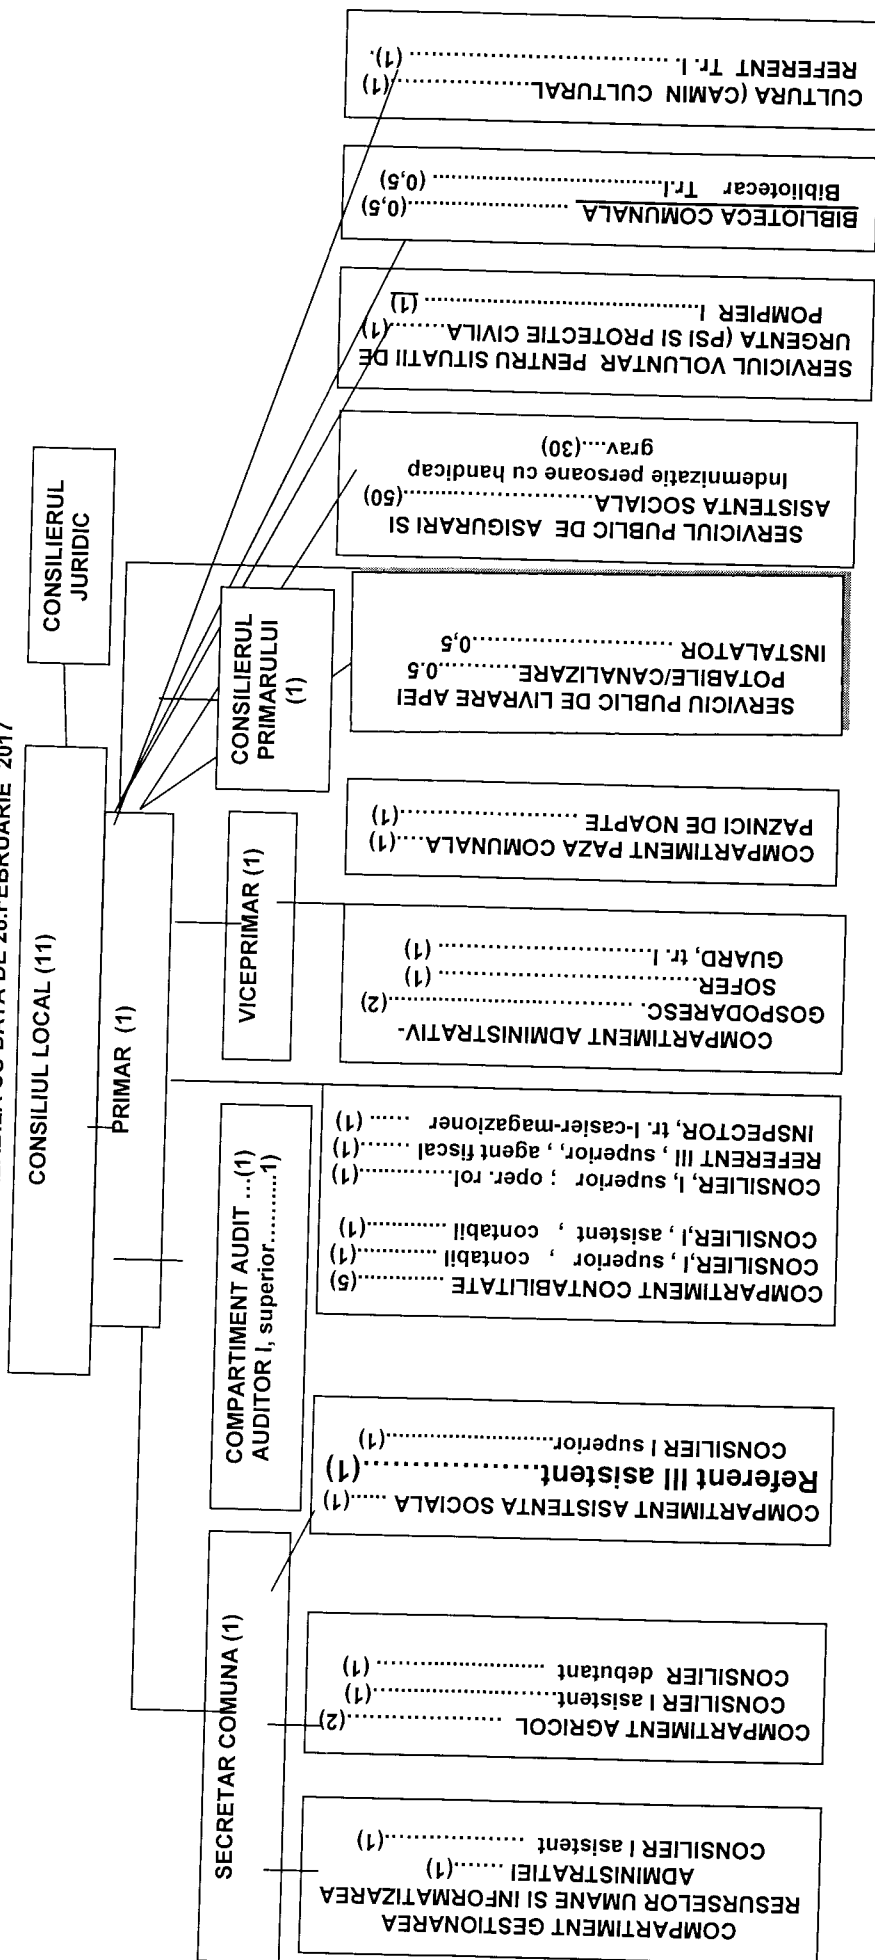 DATA DE 28.FEBRUARIE 2017
CONSILIUL LOCAL (11)
CONSILIERUL
JURIDIC
PRIMAR (1)
SECRETAR COMUNA (1)
COMPARTIMENT AUDIT ...(1)
AUDITOR I, superior..........1)
VICEPRIMAR (1)
CONSILIERUL
PRIMARULUI
(1)
COMPARTIMENT GESTIONAREA
RESURSELOR UMANE SI INFORMATIZAREA
ADMINISTRATIEI .......(1)
CONSILIER I asistent ......................(1)
COMPARTIMENT AGRICOL ......................(2)
CONSILIER I asistent..........................(1)
CONSILIER debutant ........................ (1)
COMPARTIMENT ASISTENTA SOCIALA .....(1)
Referent III asistent..................(1)
CONSILIER I superior..........................(1)
COMPARTIMENT CONTABILITATE ..............(5)
CONSILIER,I , superior , contabil ............(1)
CONSILIER,I , asistent , contabil ............(1)
CONSILIER, I, superior ; oper. rol..............(1)
REFERENT III , superior, , agent fiscal .......(1)
INSPECTOR, tr. I-casier-magazioner ..... (1)
COMPARTIMENT ADMINISTRATIV-
GOSPODARESC. ..................................(2)
SOFER.................................... (1)
GUARD, tr. I............................. (1)
COMPARTIMENT PAZA COMUNALA....(1)
PAZNICI DE NOAPTE ........................(1)
SERVICIU PUBLIC DE LIVRARE APEI
POTABILE/CANALIZARE...........0.5
INSTALATOR ...........................0,5
SERVICIUL PUBLIC DE ASIGURARI SI
ASISTENTA SOCIALA.......................(50)
Indemnizatie persoane cu handicap
grav....(30)
SERVICIUL VOLUNTAR PENTRU SITUATII DE
URGENTA (PSI SI PROTECTIE CIVILA.......(1)
POMPIER I.................................... (1)
BIBLIOTECA COMUNALA .......................(0,5)
Bibliotecar Tr.I.................................. (0,5)
CULTURA (CAMIN CULTURAL....................(1)
REFERENT Tr. I. ................................... (1).